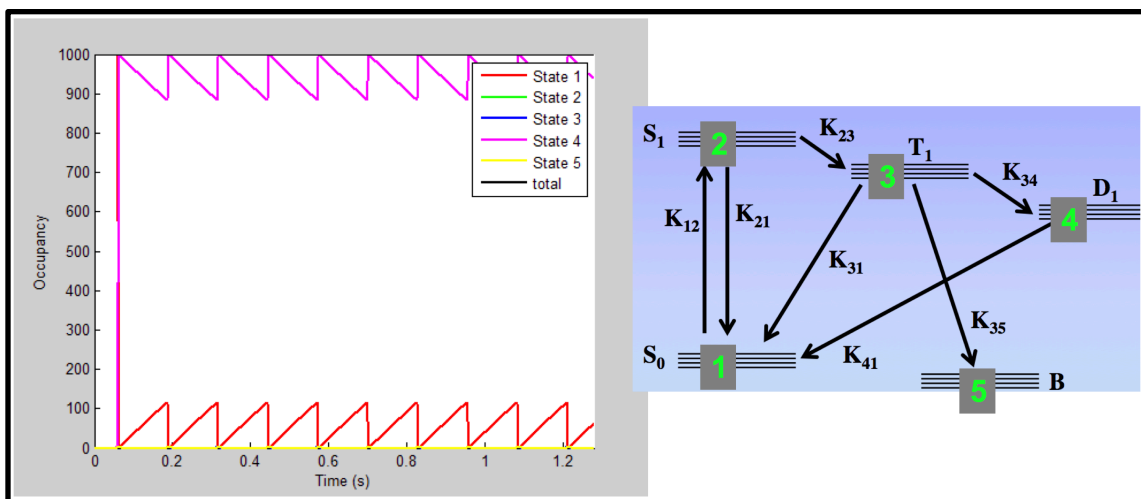 1000
900
800
700
600
500
400
300
200
100
0
Occupancy
0
0.2
0.4
0.6
0.8
1
1.2
Time (s)
State 1
State 2
State 3
State 4
State 5
total
S1
2
K23
T1
3
K34
D1
4
K12
K21
K31
K35
K41
S0
1
5
B